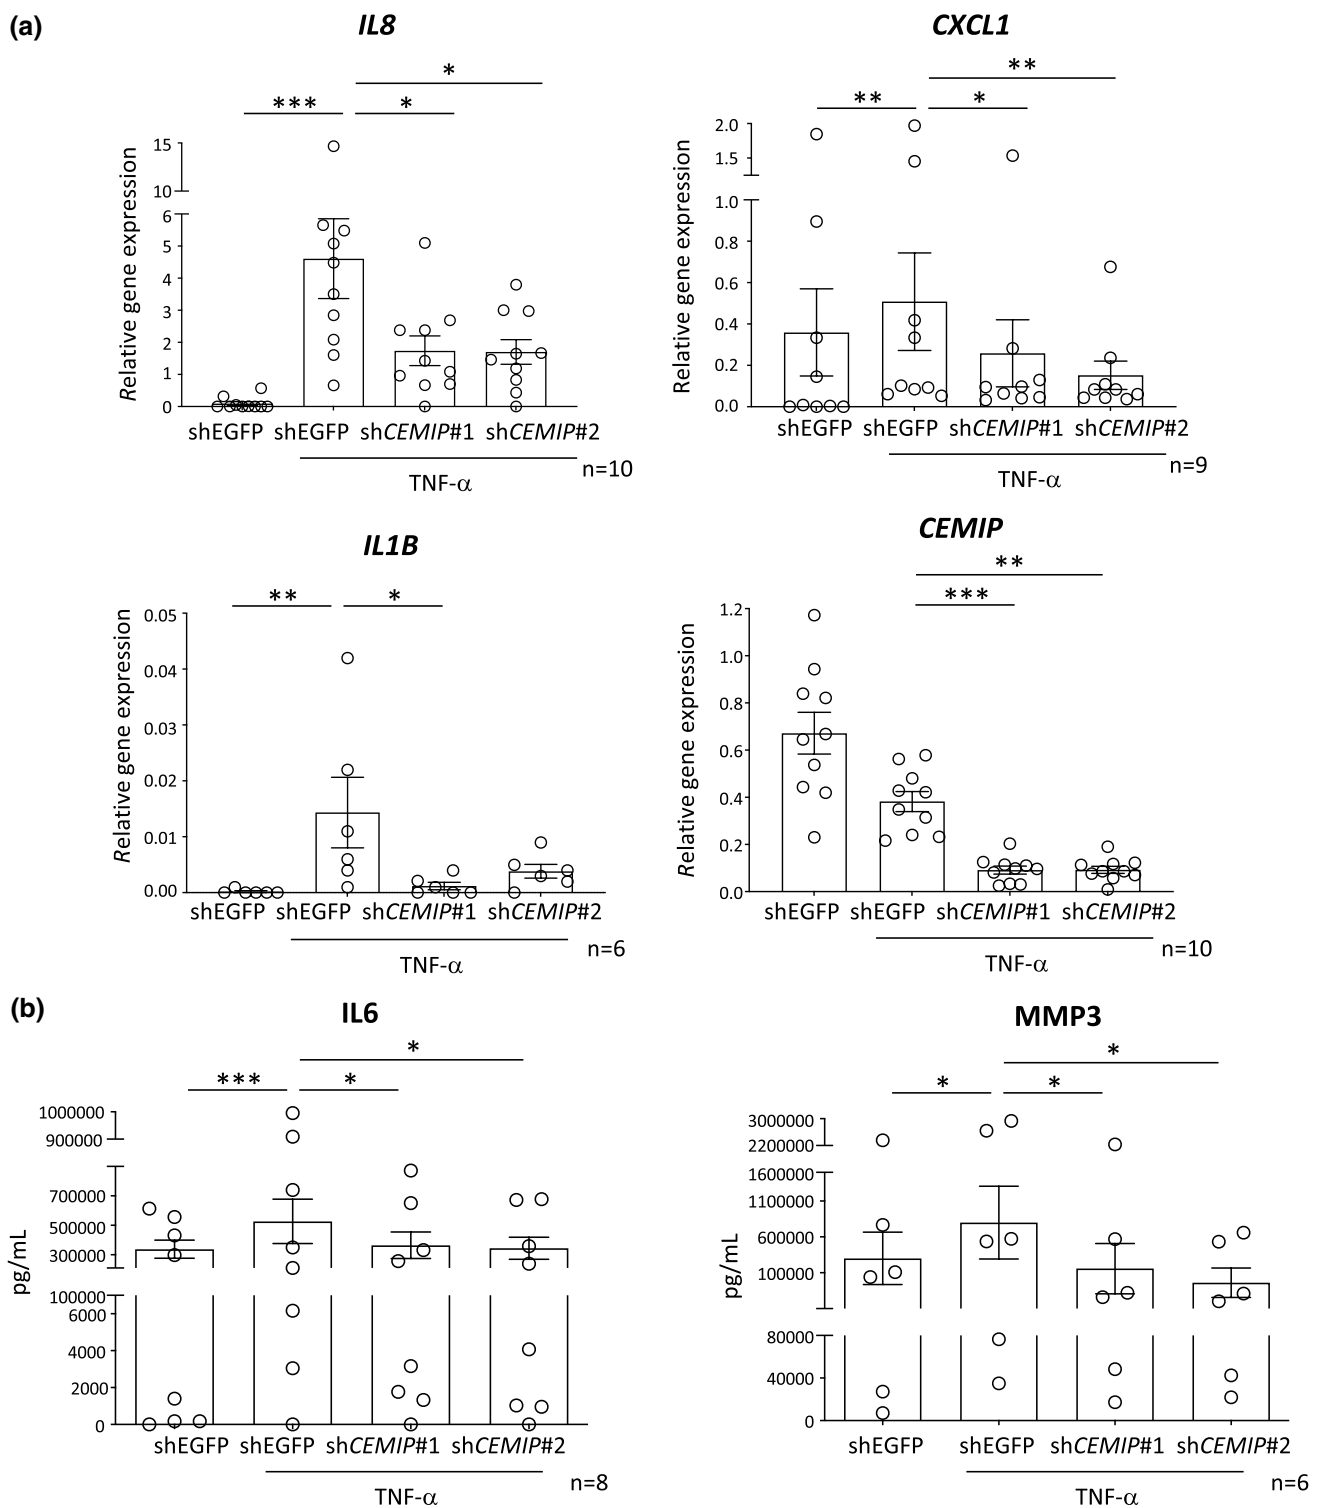 (a)
IL8
* 
*** *
Relative gene expression
15
10
6
5
4
3
2
1
0
shEGFP shEGFP shCEMIP#1 shCEMIP#2
TNF-α
n=10
CXCL1
**
** *
Relative gene expression
2.0
1.5
1.0
0.8
0.6
0.4
0.2
0.0
shEGFP shEGFP shCEMIP#1 shCEMIP#2
TNF-α
n=9
IL1B
** *
Relative gene expression
0.05
0.04
0.03
0.02
0.01
0.00
shEGFP shEGFP shCEMIP#1 shCEMIP#2
TNF-α
n=6
CEMIP
**
***
Relative gene expression
1.2
1.0
0.8
0.6
0.4
0.2
0.0
shEGFP shEGFP shCEMIP#1 shCEMIP#2
TNF-α
n=10
(b)
IL6
*
*** *
pg/mL
1000000
900000
700000
500000
300000
100000
6000
4000
2000
0
shEGFP shEGFP shCEMIP#1 shCEMIP#2
TNF-α
n=8
MMP3
*
* *
pg/mL
3000000
2200000
1600000
1100000
600000
100000
80000
40000
0
shEGFP shEGFP shCEMIP#1 shCEMIP#2
TNF-α
n=6